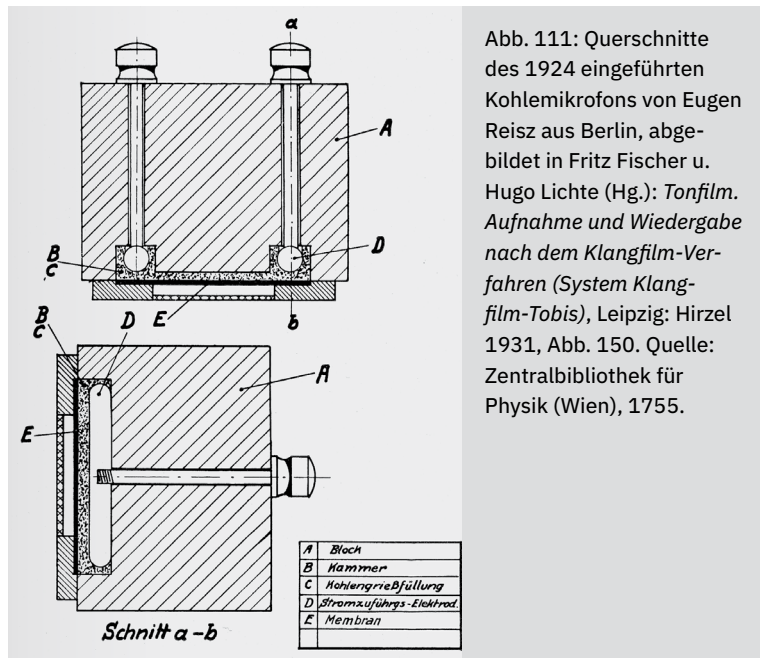 a
A
B
C
D
E
b
B
C
D
A
E
A Block
B Kammer
C Kohlengrießfüllung
D Stromzuführgs-Elektrod.
E Membran
Schnitt a-b
Abb. 111: Querschnitte
des 1924 eingeführten
Kohlemikrofons von Eugen
Reisz aus Berlin, abge-
bildet in Fritz Fischer u.
Hugo Lichte (Hg.): Tonfilm.
Aufnahme und Wiedergabe
nach dem Klangfilm-Ver-
fahren (System Klang-
film-Tobis), Leipzig: Hirzel
1931, Abb. 150. Quelle:
Zentralbibliothek für
Physik (Wien), 1755.